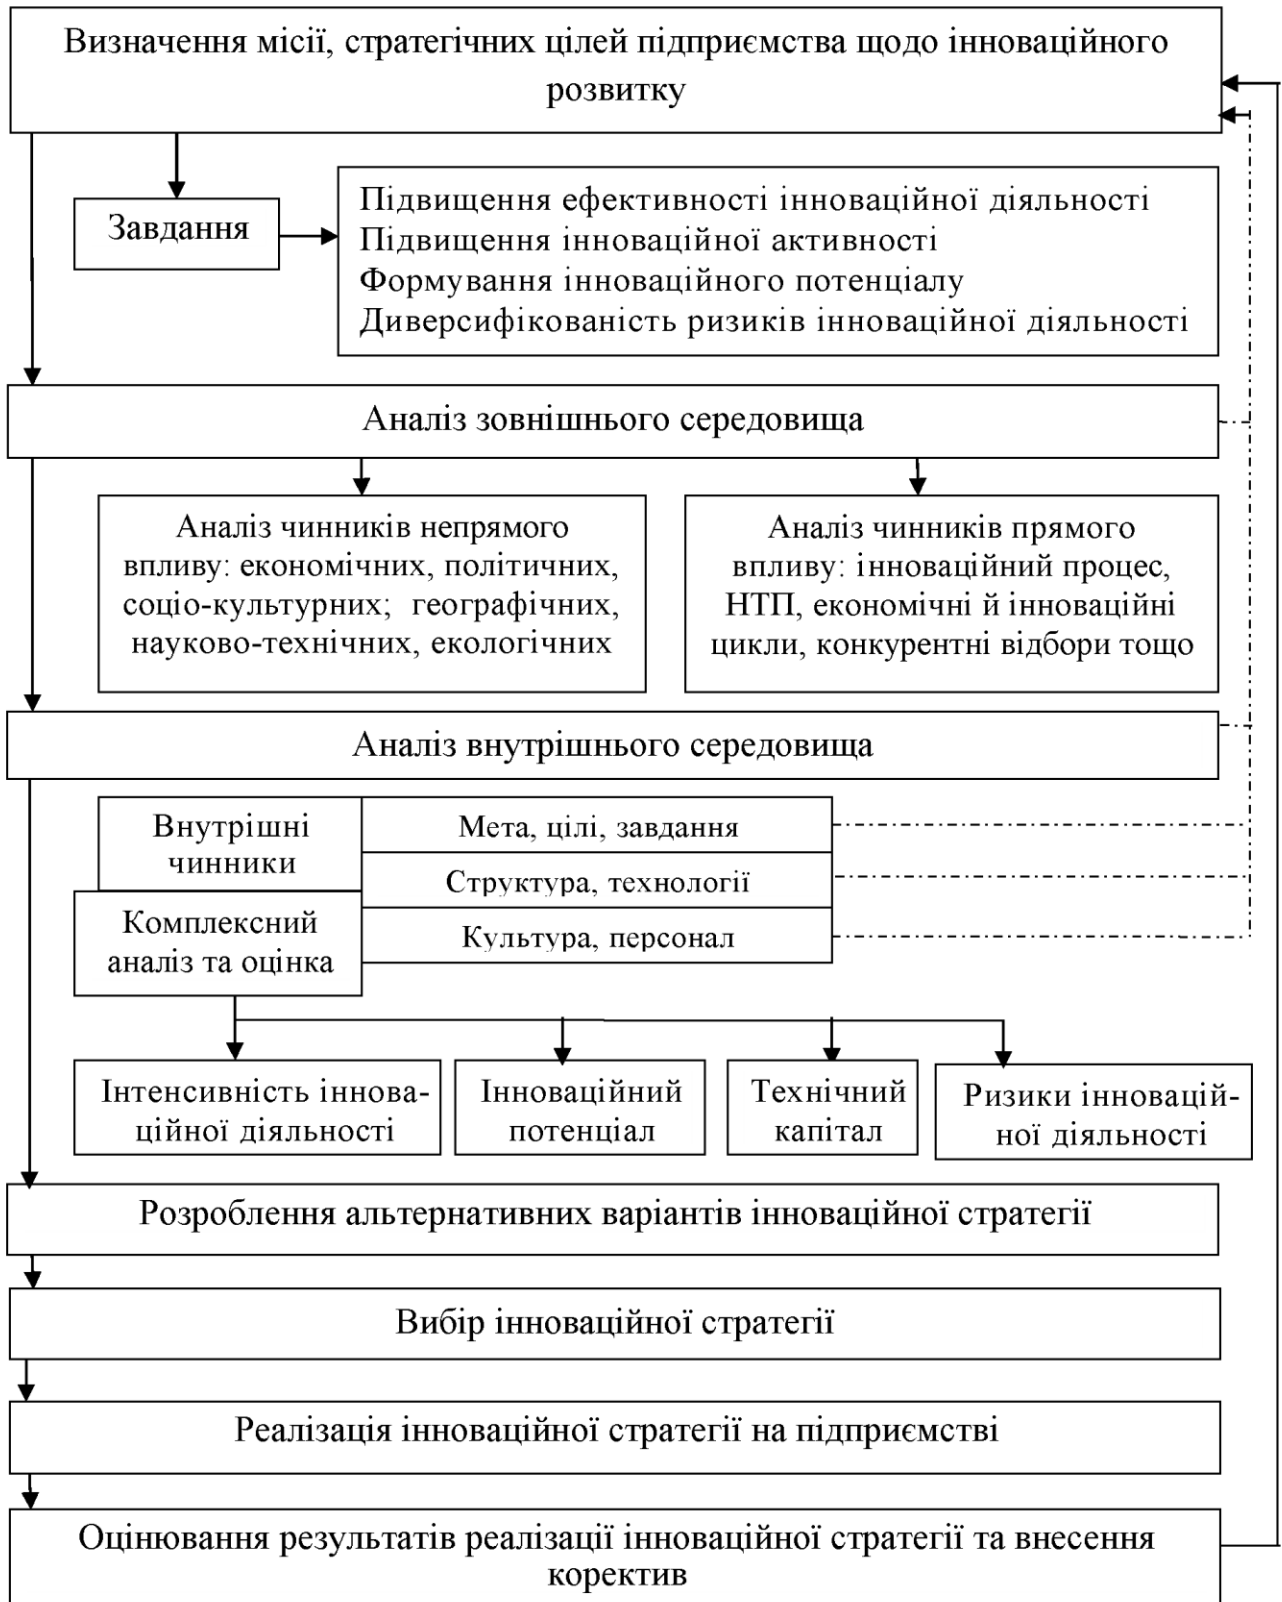 Визначення місії, стратегічних цілей підприємства щодо інноваційного
розвитку
Завдання
Підвищення ефективності інноваційної діяльності
Підвищення інноваційної активності
Формування інноваційного потенціалу
Диверсифікованість ризиків інноваційної діяльності
Аналіз зовнішнього середовища
Аналіз чинників непрямого
впливу: економічних, політичних,
соціо-культурних; географічних,
науково-технічних, екологічних
Аналіз чинників прямого
впливу: інноваційний процес,
НТП, економічні й інноваційні
цикли, конкурентні відбори тощо
Аналіз внутрішнього середовища
Внутрішні
чинники
Мета, цілі, завдання
Структура, технології
Культура, персонал
Комплексний
аналіз та оцінка
Інтенсивність іннова-
ційної діяльності
Інноваційний
потенціал
Технічний
капітал
Ризики інновацій-
ної діяльності
Розроблення альтернативних варіантів інноваційної стратегії
Вибір інноваційної стратегії
Реалізація інноваційної стратегії на підприємстві
Оцінювання результатів реалізації інноваційної стратегії та внесення
коректив